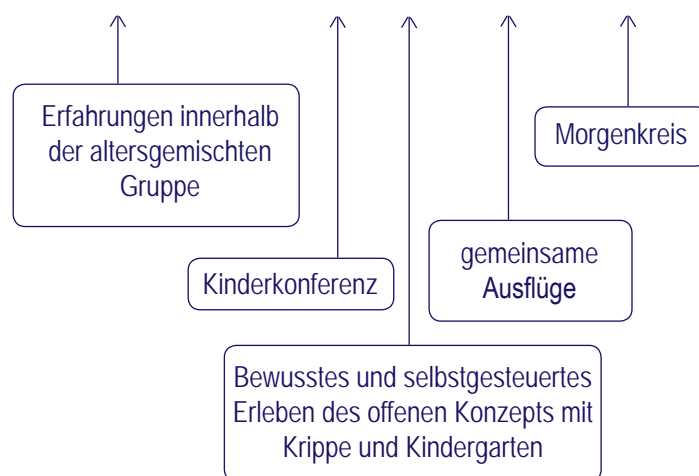 Erfahrungen innerhalb
der altersgemischten
Gruppe
Morgenkreis
gemeinsame
Ausflüge
Kinderkonferenz
Bewusstes und selbstgesteuertes
Erleben des offenen Konzepts mit
Krippe und Kindergarten